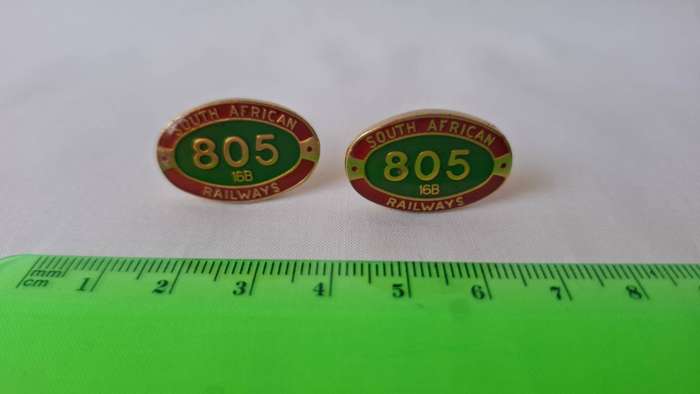 SOUTH AFRICAN
805
16B
RAILWAYS
SOUTH AFRICAN
805
16B
RAILWAYS
mm
cm 1 2 3 4 5 6 7 8